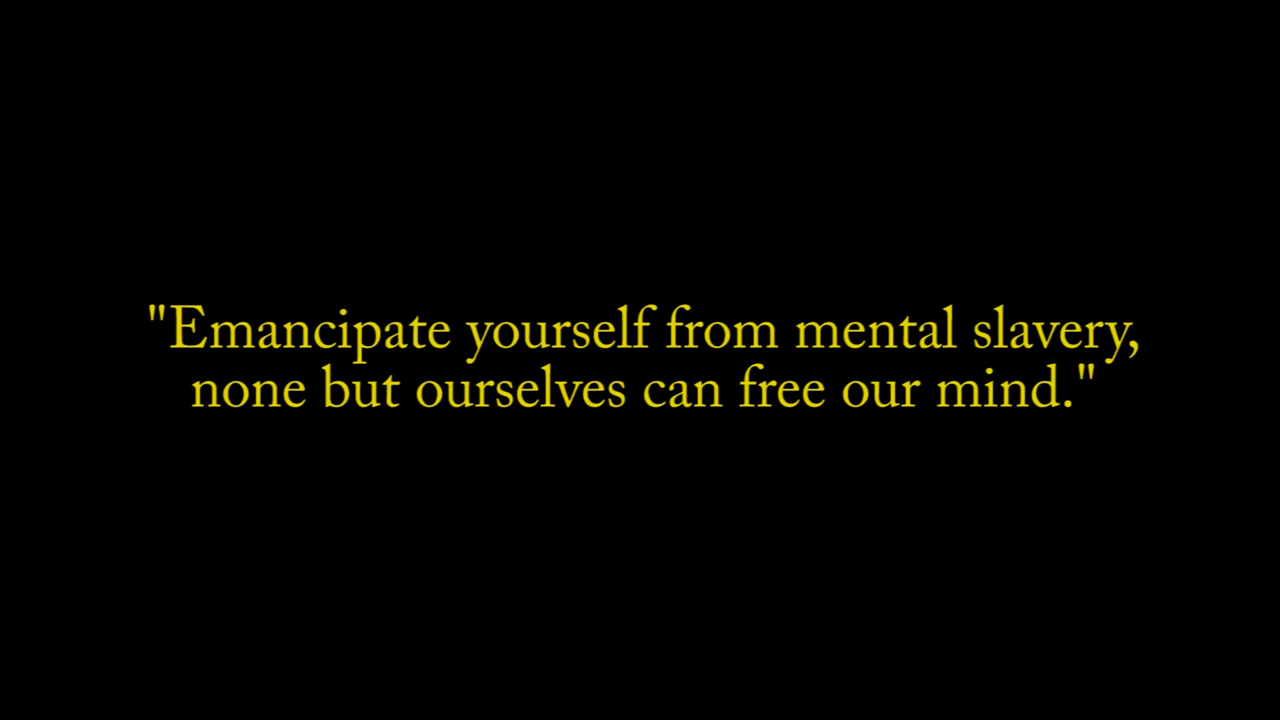 "Emancipate yourself from mental slavery,
none but ourselves can free our mind."